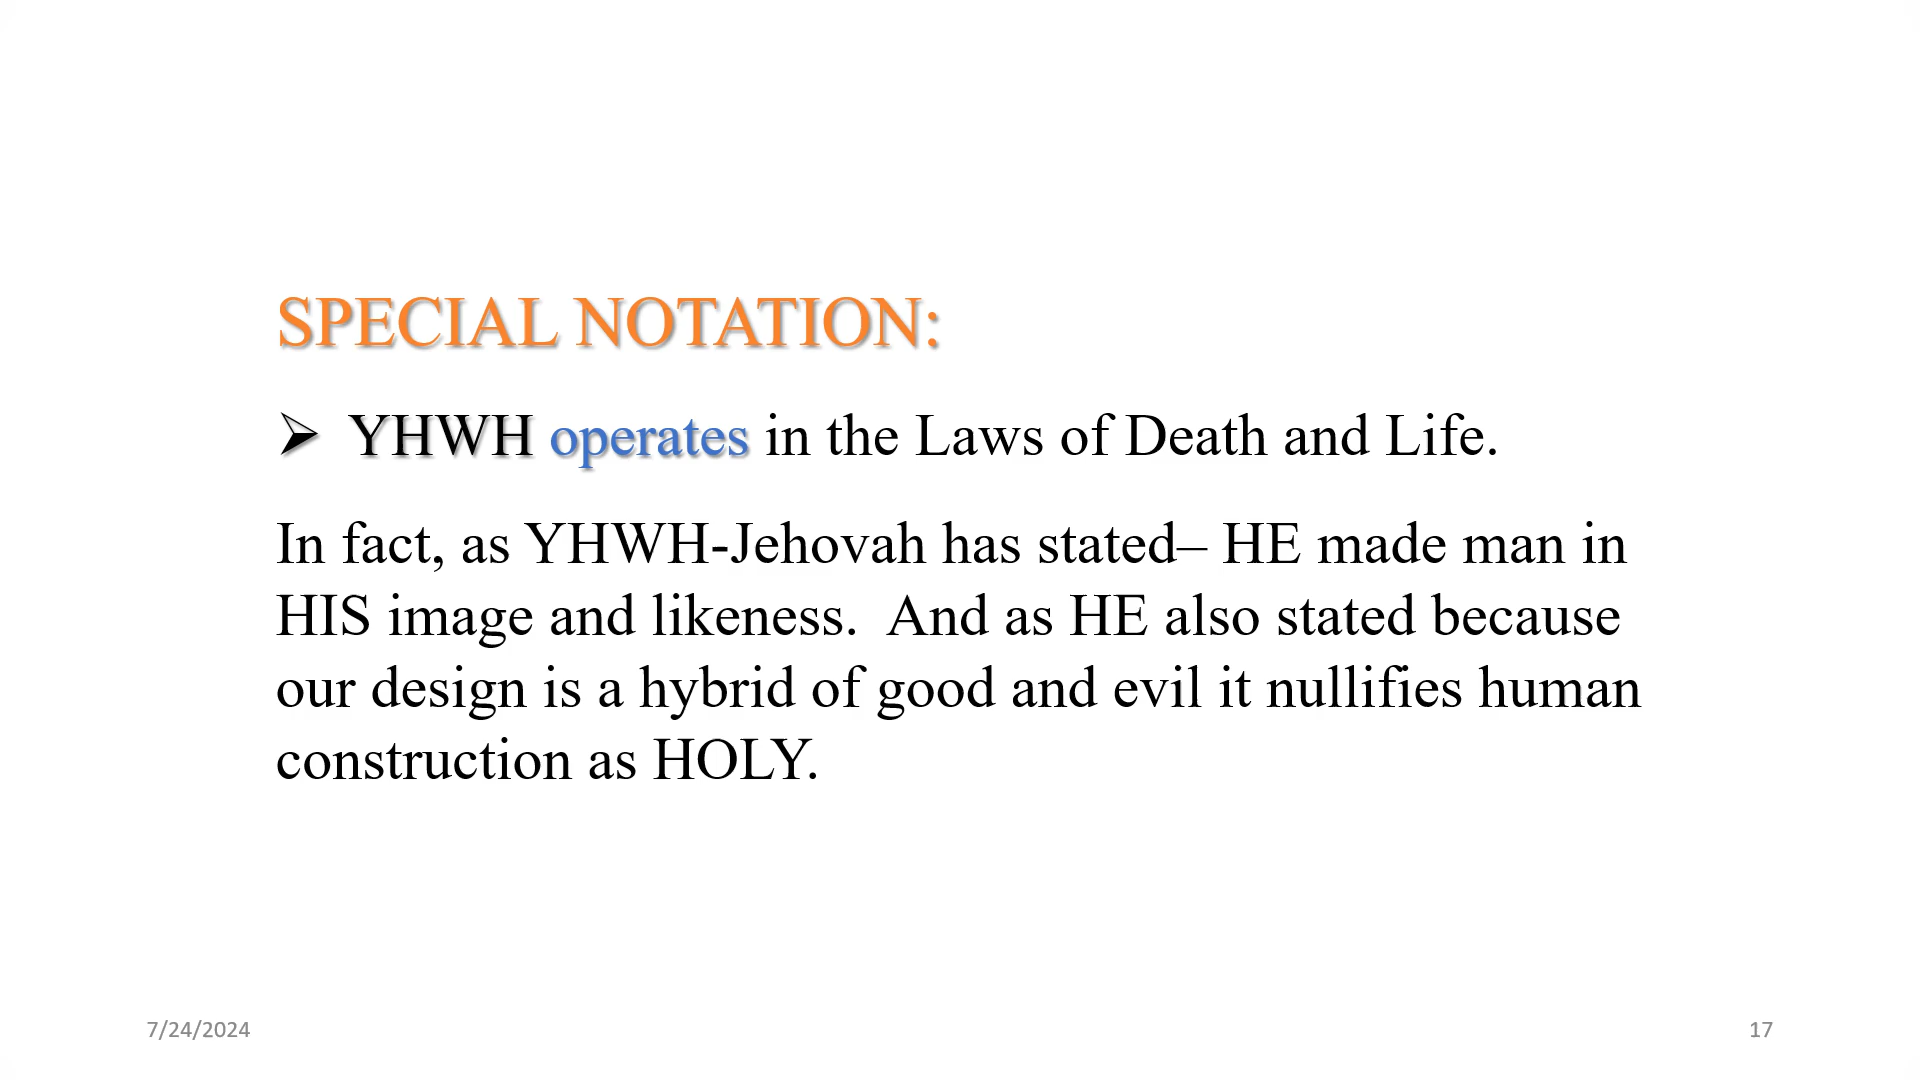 SPECIAL NOTATION:
➢ YHWH operates in the Laws of Death and Life.
In fact, as YHWH-Jehovah has stated– HE made man in
HIS image and likeness.  And as HE also stated because
our design is a hybrid of good and evil it nullifies human
construction as HOLY.
7/24/2024
17